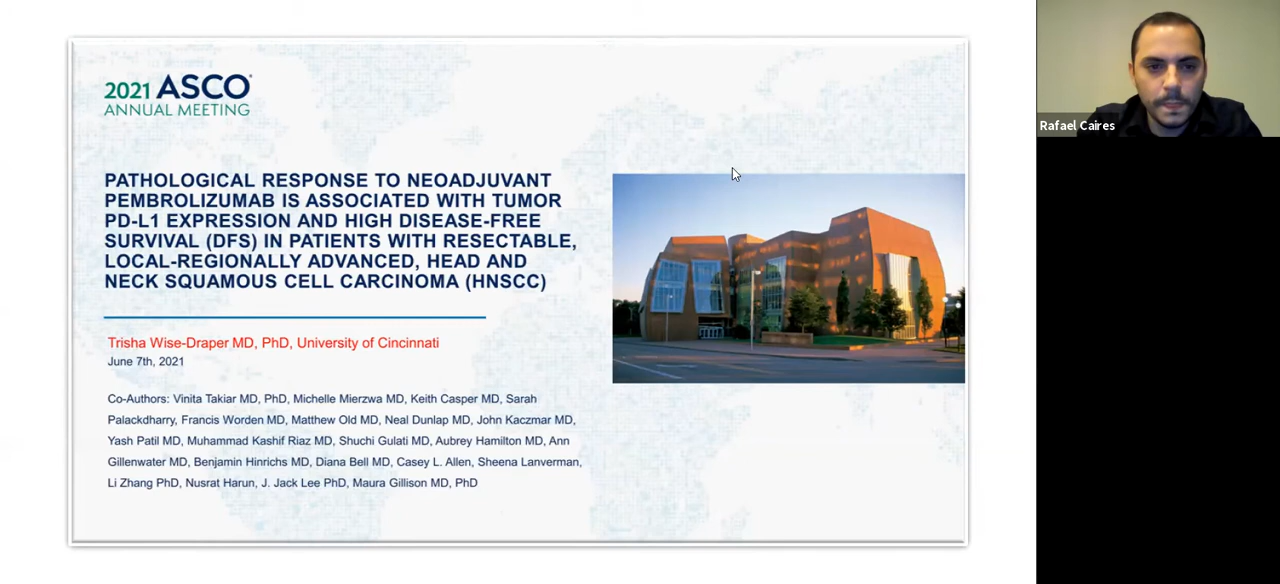 2021 ASCO
ANNUAL MEETING
PATHOLOGICAL RESPONSE TO NEOADJUVANT
PEMBROLIZUMAB IS ASSOCIATED WITH TUMOR
PD-L1 EXPRESSION AND HIGH DISEASE-FREE
SURVIVAL (DFS) IN PATIENTS WITH RESECTABLE,
LOCAL-REGIONALLY ADVANCED, HEAD AND
NECK SQUAMOUS CELL CARCINOMA (HNSCC)
Trisha Wise-Draper MD, PhD, University of Cincinnati
June 7th, 2021
Co-Authors: Vinita Takiar MD, PhD, Michelle Mierzwa MD, Keith Casper MD, Sarah
Palackdharry, Francis Worden MD, Matthew Old MD, Neal Dunlap MD, John Kaczmar MD,
Yash Patil MD, Muhammad Kashif Riaz MD, Shuchi Gulati MD, Aubrey Hamilton MD, Ann
Gillenwater MD, Benjamin Hinrichs MD, Diana Bell MD, Casey L. Allen, Sheena Lanverman,
Li Zhang PhD, Nusrat Harun, J. Jack Lee PhD, Maura Gillison MD, PhD
Rafael Caires